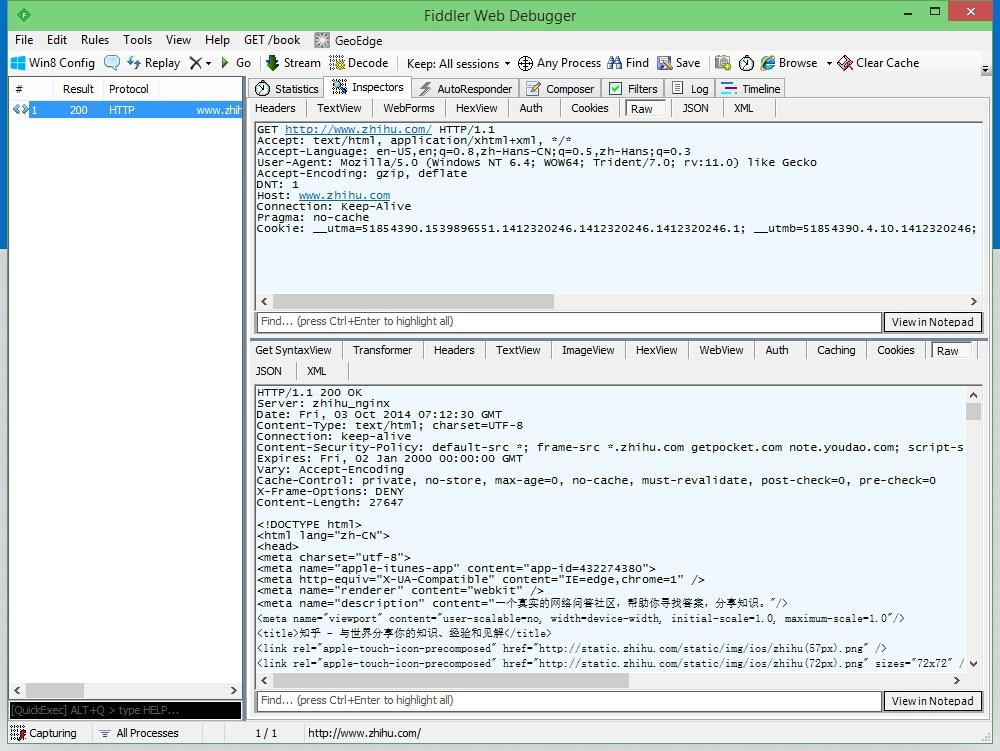 Fiddler Web Debugger
File Edit Rules Tools View Help GET /book GeoEdge
Win8 Config Replay Go Stream Decode Keep: All sessions Any Process Find Save Browse Clear Cache
# Result Protocol
1 200 HTTP www.zhih
Statistics Inspectors AutoResponder Composer Filters Log Timeline
Headers TextView WebForms HexView Auth Cookies Raw JSON XML
GET http://www.zhihu.com/ HTTP/1.1
Accept: text/html, application/xhtml+xml, */*
Accept-Language: en-US,en;q=0.8,zh-Hans-CN;q=0.5,zh-Hans;q=0.3
User-Agent: Mozilla/5.0 (Windows NT 6.4; WOW64; Trident/7.0; rv:11.0) like Gecko
Accept-Encoding: gzip, deflate
DNT: 1
Host: www.zhihu.com
Connection: Keep-Alive
Pragma: no-cache
Cookie: __utma=51854390.1539896551.1412320246.1412320246.1412320246.1; __utmb=51854390.4.10.1412320246;
Find... (press Ctrl+Enter to highlight all) View in Notepad
Get SyntaxView Transformer Headers TextView ImageView HexView WebView Auth Caching Cookies Raw
JSON XML
HTTP/1.1 200 OK
Server: zhihu_nginx
Date: Fri, 03 Oct 2014 07:12:30 GMT
Content-Type: text/html; charset=UTF-8
Connection: keep-alive
Content-Security-Policy: default-src *; frame-src *.zhihu.com getpocket.com note.youdao.com; script-s
Expires: Fri, 02 Jan 2000 00:00:00 GMT
Vary: Accept-Encoding
Cache-Control: private, no-store, max-age=0, no-cache, must-revalidate, post-check=0, pre-check=0
X-Frame-Options: DENY
Content-Length: 27647
<!DOCTYPE html>
<html lang="zh-CN">
<head>
<meta charset="utf-8">
<meta name="apple-itunes-app" content="app-id=432274380">
<meta http-equiv="X-UA-Compatible" content="IE=edge,chrome=1" />
<meta name="renderer" content="webkit" />
<meta name="description" content="一个真实的网络问答社区，帮助你寻找答案，分享知识。"/>
<meta name="viewport" content="user-scalable=no, width=device-width, initial-scale=1.0, maximum-scale=1.0"/>
<title>知乎 - 与世界分享你的知识、经验和见解</title>
<link rel="apple-touch-icon-precomposed" href="http://static.zhihu.com/static/img/ios/zhihu(57px).png" />
<link rel="apple-touch-icon-precomposed" href="http://static.zhihu.com/static/img/ios/zhihu(72px).png" sizes="72x72" /
Find... (press Ctrl+Enter to highlight all) View in Notepad
[QuickExec] ALT+Q > type HELP...
Capturing All Processes 1 / 1 http://www.zhihu.com/